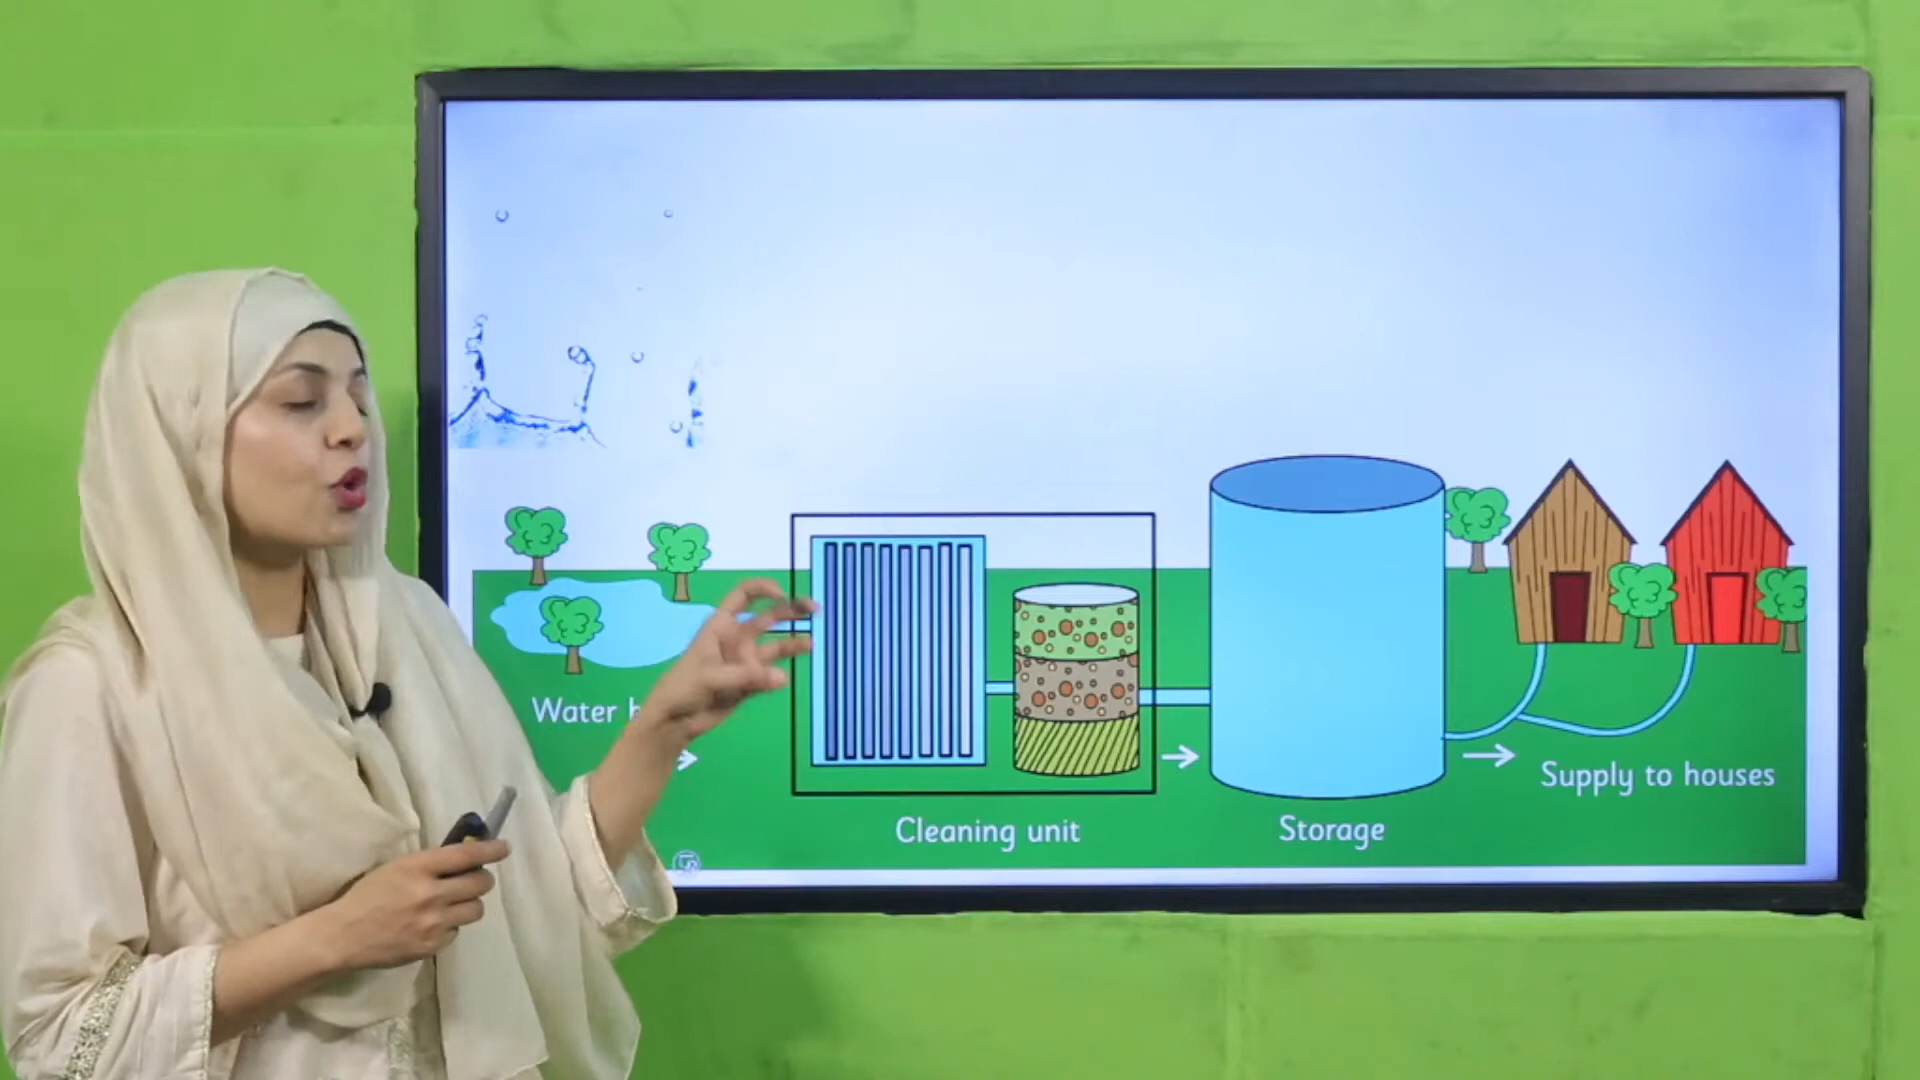 Water
Cleaning unit
Storage
Supply to houses